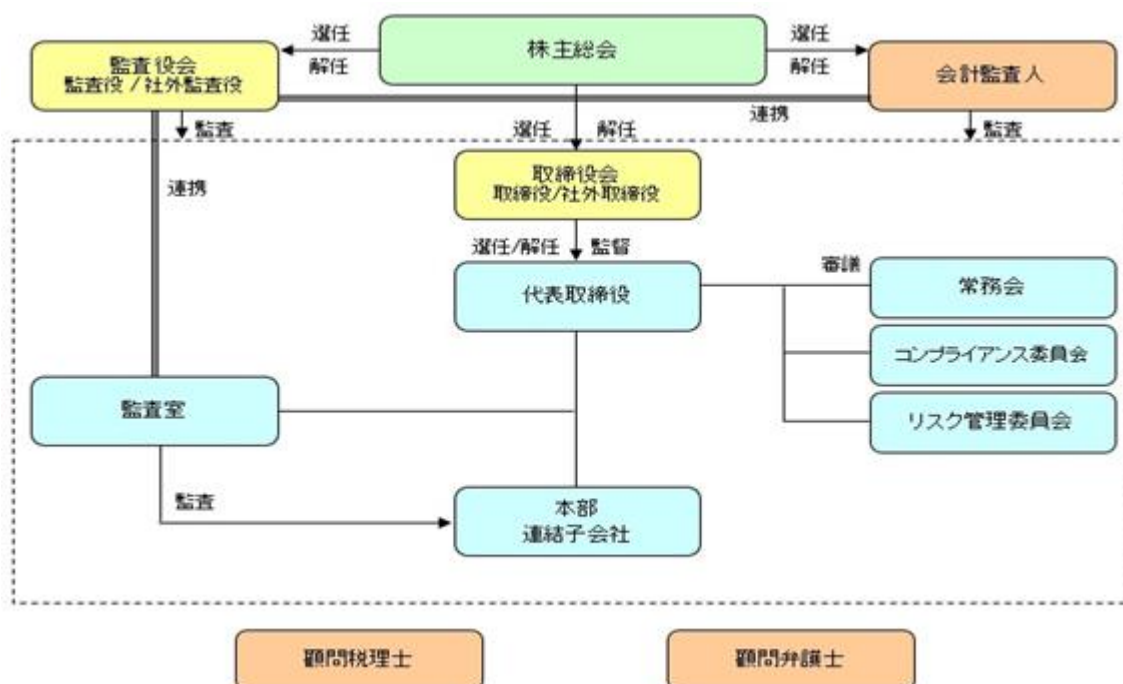 選任
選任
株主総会
監査役会
監査役/社外監査役
解任
解任
会計監査人
連携
監査
選任
解任
監査
取締役会
取締役/社外取締役
連携
選任/解任
監督
審議
代表取締役
常務会
コンプライアンス委員会
監査室
リスク管理委員会
監査
本部
連結子会社
顧問税理士
顧問弁護士